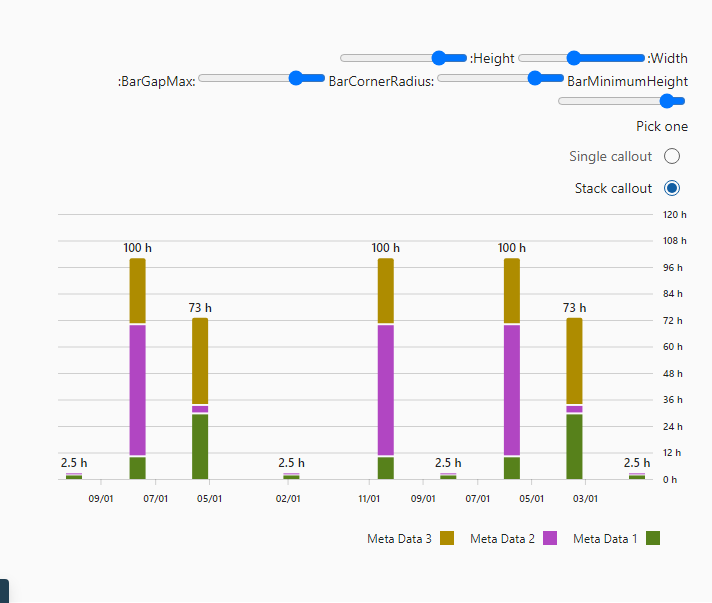 :Height :Width
:BarGapMax: BarCornerRadius: BarMinimumHeight
Pick one
Single callout
Stack callout
120 h
108 h
100 h 100 h 100 h
96 h
84 h
73 h 73 h
72 h
60 h
48 h
36 h
24 h
2.5 h 2.5 h 2.5 h 2.5 h
12 h
0 h
09/01 07/01 05/01 02/01 11/01 09/01 07/01 05/01 03/01
Meta Data 3 Meta Data 2 Meta Data 1